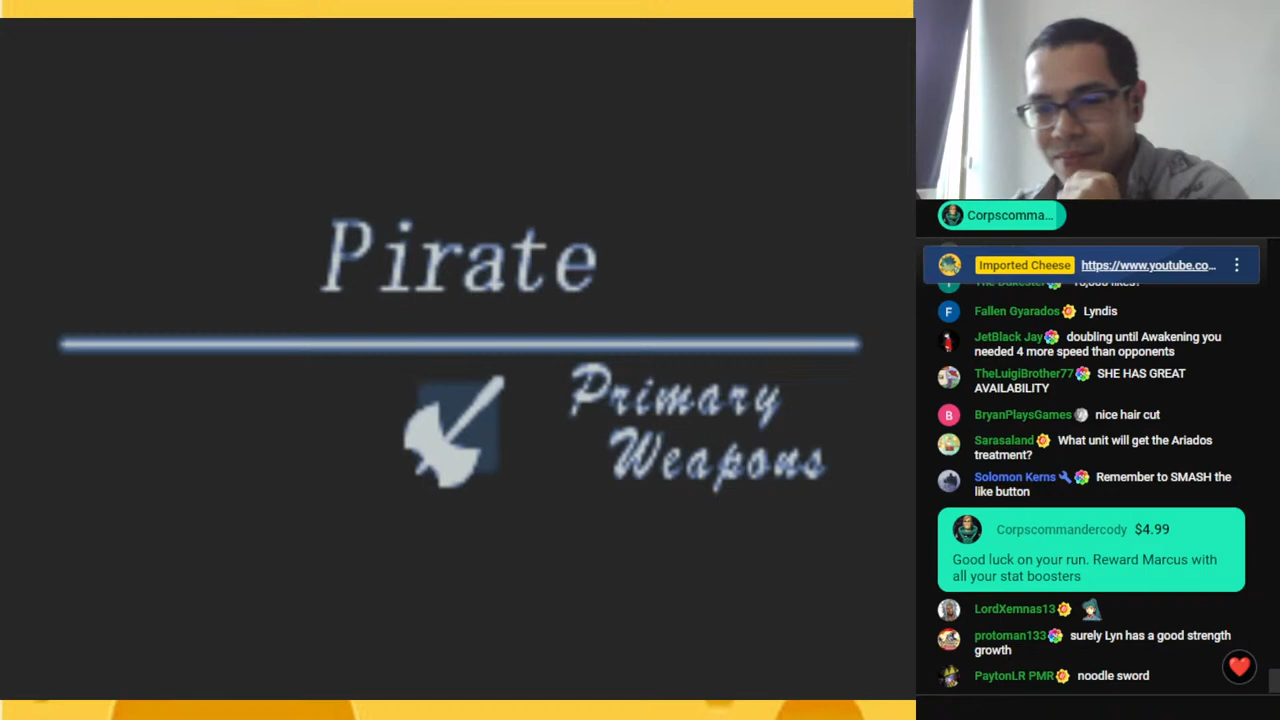 Pirate
Primary
Weapons
Corpscomma...
Imported Cheese https://www.youtube.co...
Fallen Gyarados Lyndis
JetBlack Jay doubling until Awakening you
needed 4 more speed than opponents
TheLuigiBrother77 SHE HAS GREAT
AVAILABILITY
BryanPlaysGames nice hair cut
Sarasaland What unit will get the Ariados
treatment?
Solomon Kerns Remember to SMASH the
like button
Corpscommandercody $4.99
Good luck on your run. Reward Marcus with
all your stat boosters
LordXemnas13
protoman133 surely Lyn has a good strength
growth
PaytonLR PMR noodle sword